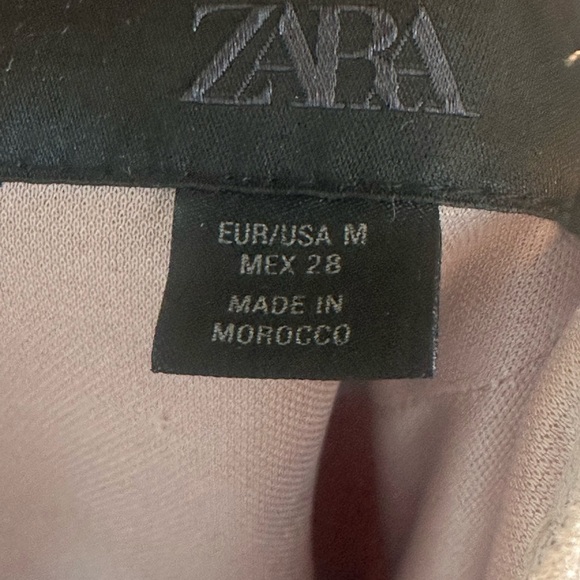 ZARA
EUR/USA M
MEX 28
MADE IN
MOROCCO